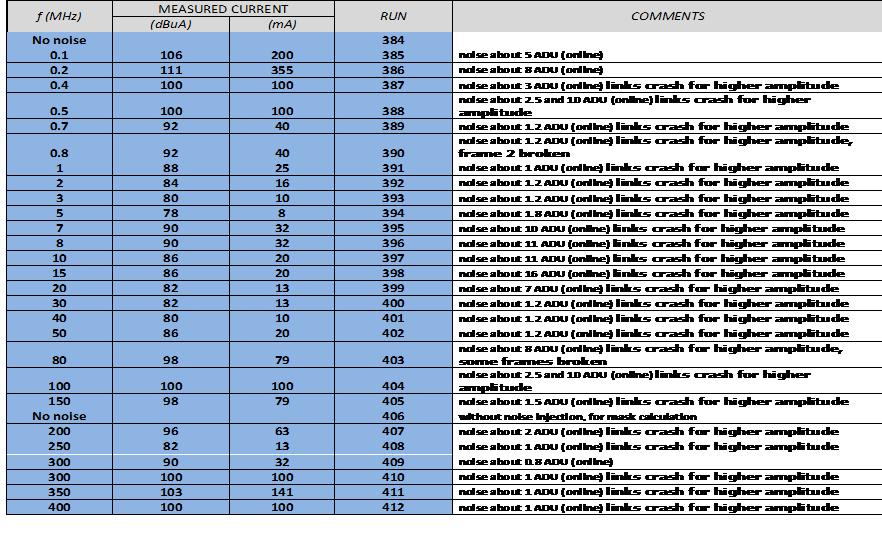 f (MHz) MEASURED CURRENT RUN COMMENTS
(dBuA) (mA)
No noise 384
0.1 106 200 385 noise about 5 ADU (online)
0.2 111 355 386 noise about 8 ADU (online)
0.4 100 100 387 noise about 3 ADU (online) links crash for higher amplitude
noise about 2.5 and 10 ADU (online) links crash for higher
0.5 100 100 388 amplitude
0.7 92 40 389 noise about 1.2 ADU (online) links crash for higher amplitude
noise about 1.2 ADU (online) links crash for higher amplitude,
0.8 92 40 390 frame 2 broken
1 88 25 391 noise about 1 ADU (online) links crash for higher amplitude
2 84 16 392 noise about 1.2 ADU (online) links crash for higher amplitude
3 80 10 393 noise about 1.2 ADU (online) links crash for higher amplitude
5 78 8 394 noise about 1.8 ADU (online) links crash for higher amplitude
7 90 32 395 noise about 10 ADU (online) links crash for higher amplitude
8 90 32 396 noise about 11 ADU (online) links crash for higher amplitude
10 86 20 397 noise about 11 ADU (online) links crash for higher amplitude
15 86 20 398 noise about 16 ADU (online) links crash for higher amplitude
20 82 13 399 noise about 7 ADU (online) links crash for higher amplitude
30 82 13 400 noise about 1.2 ADU (online) links crash for higher amplitude
40 80 10 401 noise about 1.2 ADU (online) links crash for higher amplitude
50 86 20 402 noise about 1.2 ADU (online) links crash for higher amplitude
noise about 8 ADU (online) links crash for higher amplitude,
80 98 79 403 some frames broken
noise about 2.5 and 10 ADU (online) links crash for higher
100 100 100 404 amplitude
150 98 79 405 noise about 1.5 ADU (online) links crash for higher amplitude
No noise 406 without noise injection, for mask calculation
200 96 63 407 noise about 2 ADU (online) links crash for higher amplitude
250 82 13 408 noise about 1 ADU (online) links crash for higher amplitude
300 90 32 409 noise about 0.8 ADU (online)
300 100 100 410 noise about 1 ADU (online) links crash for higher amplitude
350 103 141 411 noise about 1 ADU (online) links crash for higher amplitude
400 100 100 412 noise about 1 ADU (online) links crash for higher amplitude